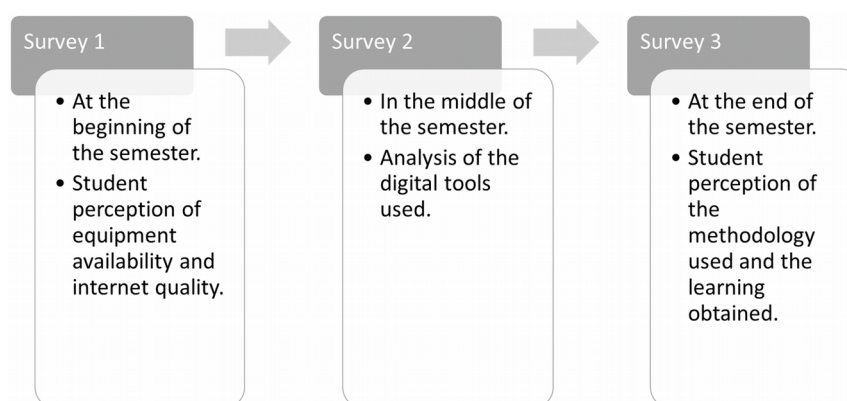 Survey 1
• At the
beginning of
the semester.
• Student
perception of
equipment
availability and
internet quality.
Survey 2
• In the middle of
the semester.
• Analysis of the
digital tools
used.
Survey 3
• At the end of
the semester.
• Student
perception of
the
methodology
used and the
learning
obtained.